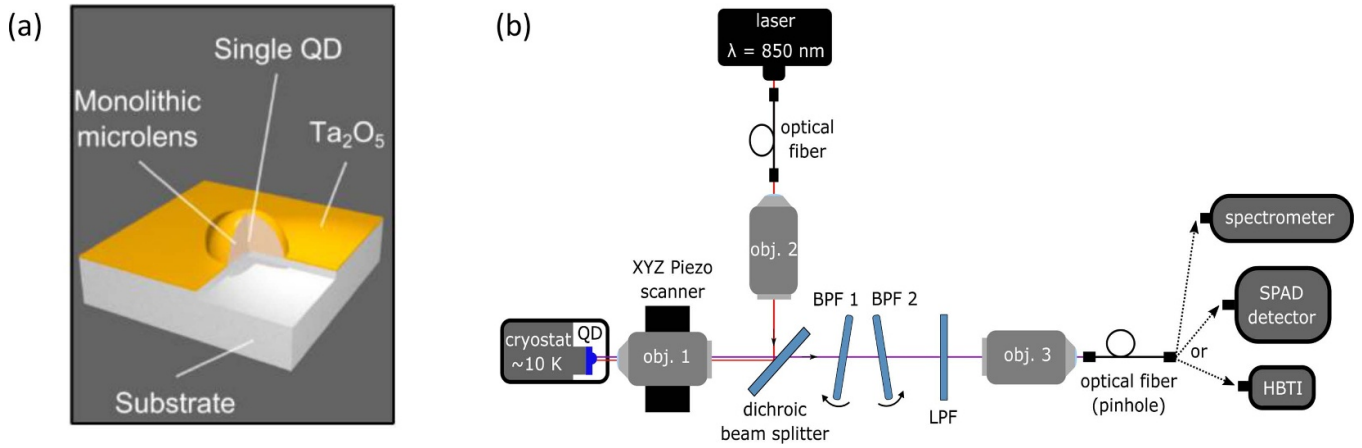 (a)
Single QD
Monolithic
microlens
Ta₂O₅
Substrate
(b)
laser
λ = 850 nm
optical
fiber
obj. 2
XYZ Piezo
scanner
BPF 1
BPF 2
cryostat
~10 K
QD
obj. 1
dichroic
beam splitter
LPF
obj. 3
optical fiber
(pinhole)
spectrometer
SPAD
detector
or
HBTI